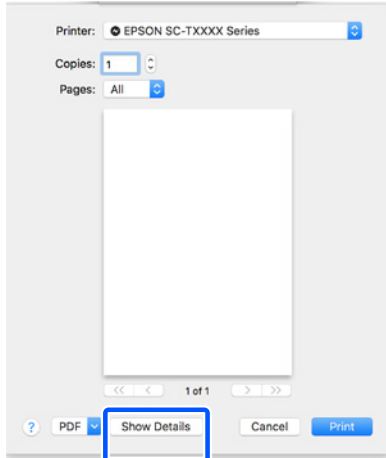 Printer: EPSON SC-TXXXX Series
Copies: 1
Pages: All
<< < 1 of 1 > >>
? PDF Show Details Cancel Print